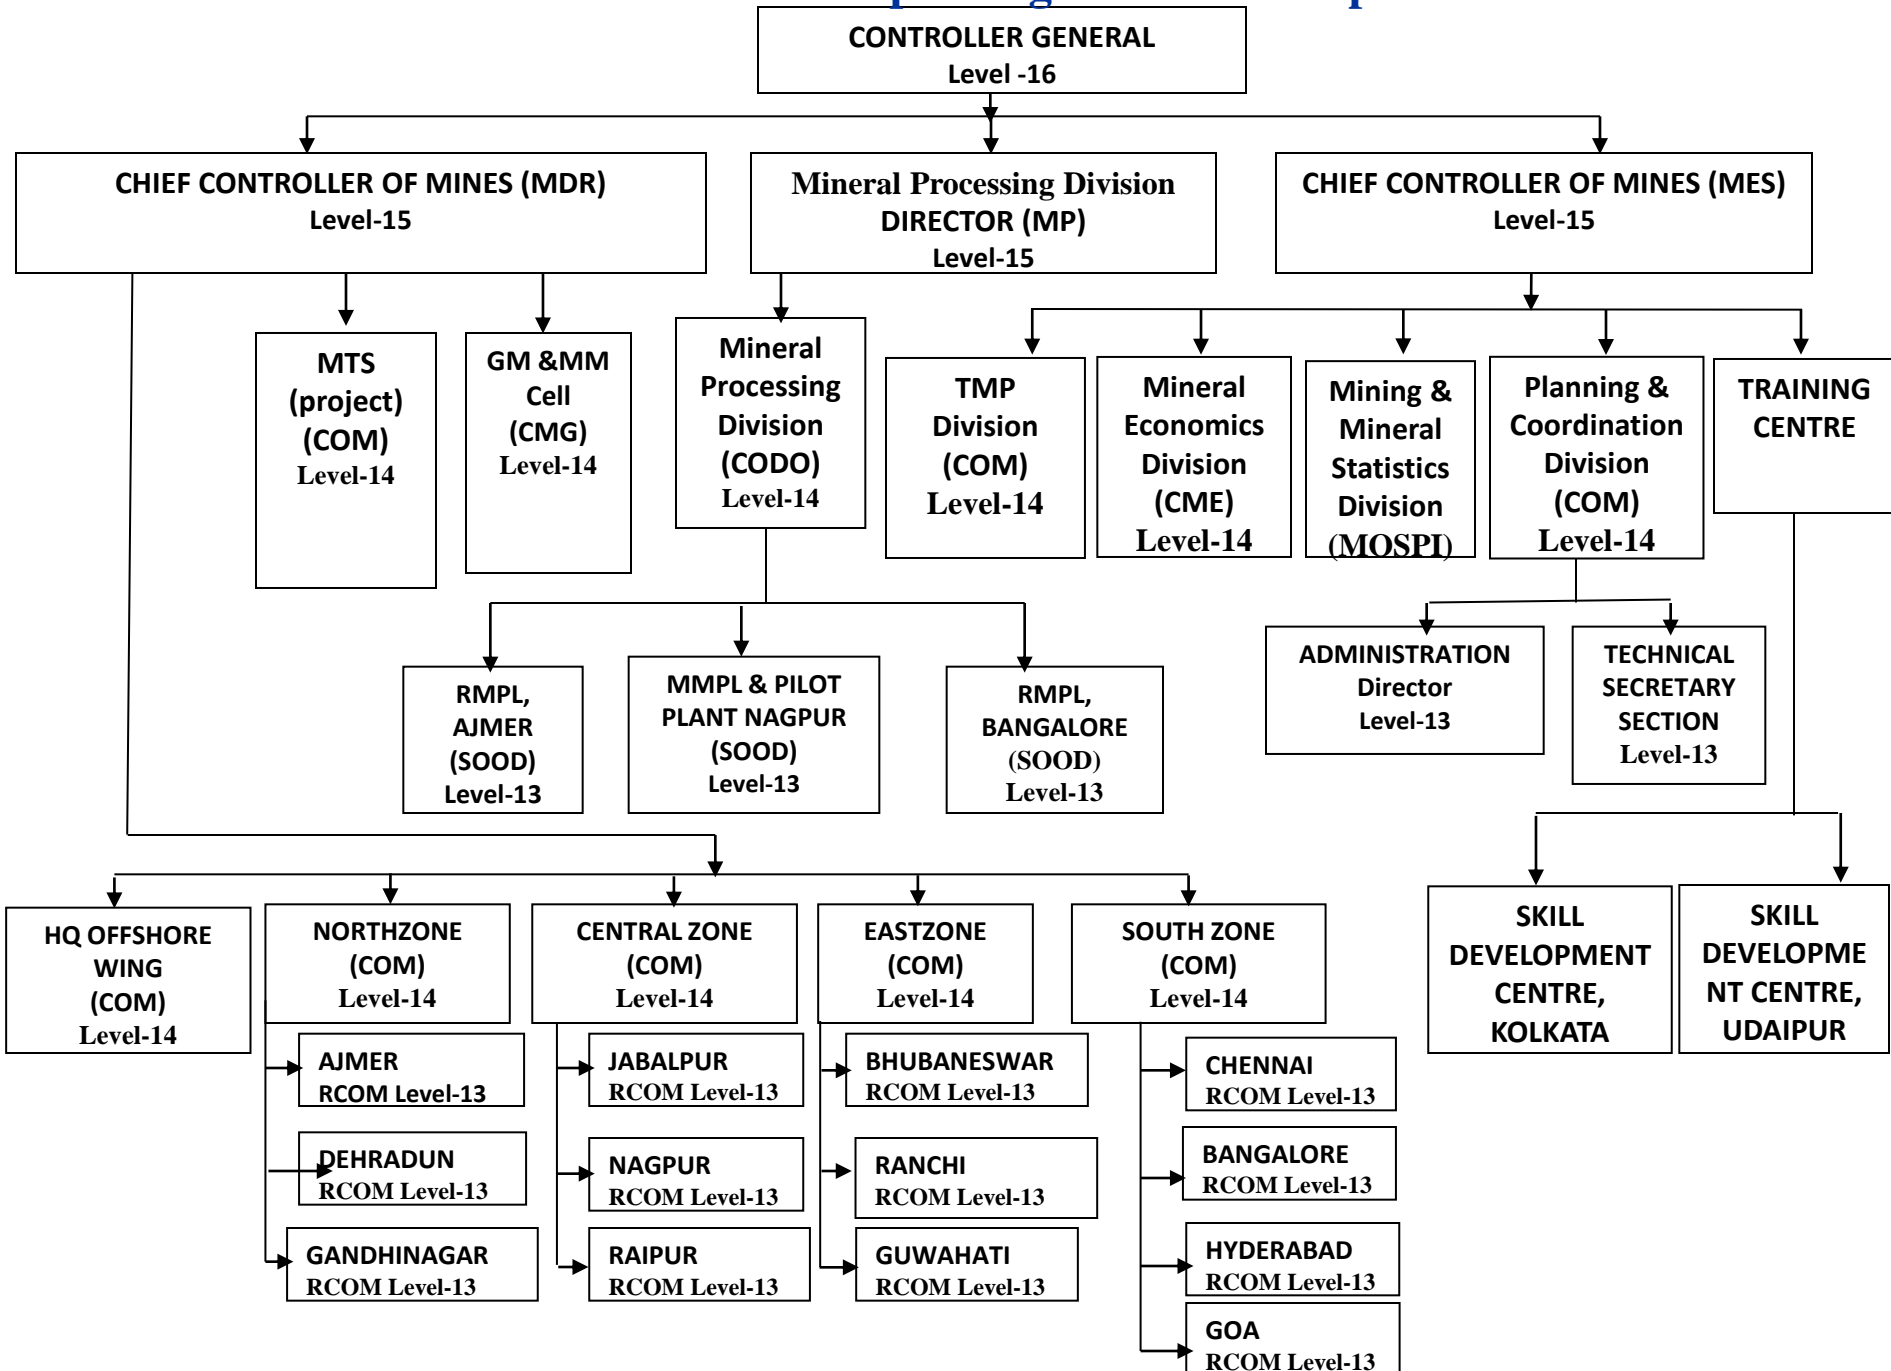 CONTROLLER GENERAL
Level -16
CHIEF CONTROLLER OF MINES (MDR)
Level-15
Mineral Processing Division
DIRECTOR (MP)
Level-15
CHIEF CONTROLLER OF MINES (MES)
Level-15
MTS
(project)
(COM)
Level-14
GM &MM
Cell
(CMG)
Level-14
Mineral
Processing
Division
(CODO)
Level-14
TMP
Division
(COM)
Level-14
Mineral
Economics
Division
(CME)
Level-14
Mining &
Mineral
Statistics
Division
(MOSPI)
Planning &
Coordination
Division
(COM)
Level-14
TRAINING
CENTRE
RMPL,
AJMER
(SOOD)
Level-13
MMPL & PILOT
PLANT NAGPUR
(SOOD)
Level-13
RMPL,
BANGALORE
(SOOD)
Level-13
ADMINISTRATION
Director
Level-13
TECHNICAL
SECRETARY
SECTION
Level-13
HQ OFFSHORE
WING
(COM)
Level-14
NORTHZONE
(COM)
Level-14
CENTRAL ZONE
(COM)
Level-14
EASTZONE
(COM)
Level-14
SOUTH ZONE
(COM)
Level-14
SKILL
DEVELOPMENT
CENTRE,
KOLKATA
SKILL
DEVELOPME
NT CENTRE,
UDAIPUR
AJMER
RCOM Level-13
DEHRADUN
RCOM Level-13
GANDHINAGAR
RCOM Level-13
JABALPUR
RCOM Level-13
NAGPUR
RCOM Level-13
RAIPUR
RCOM Level-13
BHUBANESWAR
RCOM Level-13
RANCHI
RCOM Level-13
GUWAHATI
RCOM Level-13
CHENNAI
RCOM Level-13
BANGALORE
RCOM Level-13
HYDERABAD
RCOM Level-13
GOA
RCOM Level-13